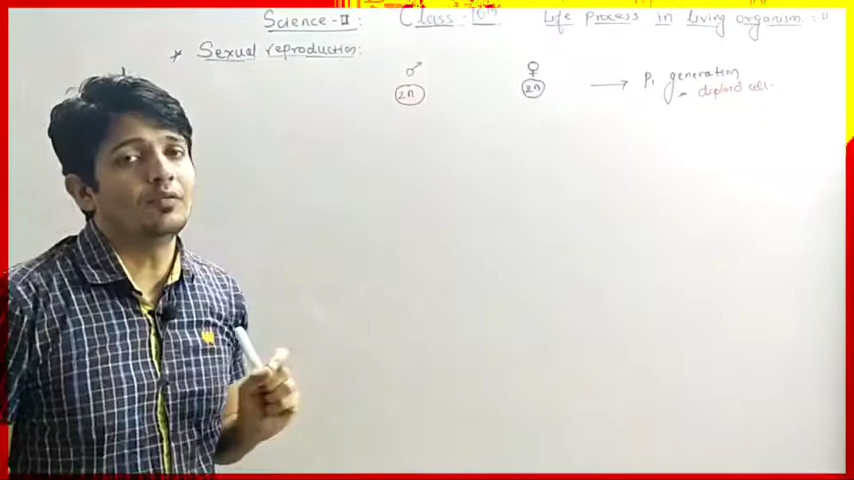 Science-II: Class-10th Life process in living organism-II
* Sexual reproduction:
♂ ♀
2n 2n → P1 generation
* diploid cell.